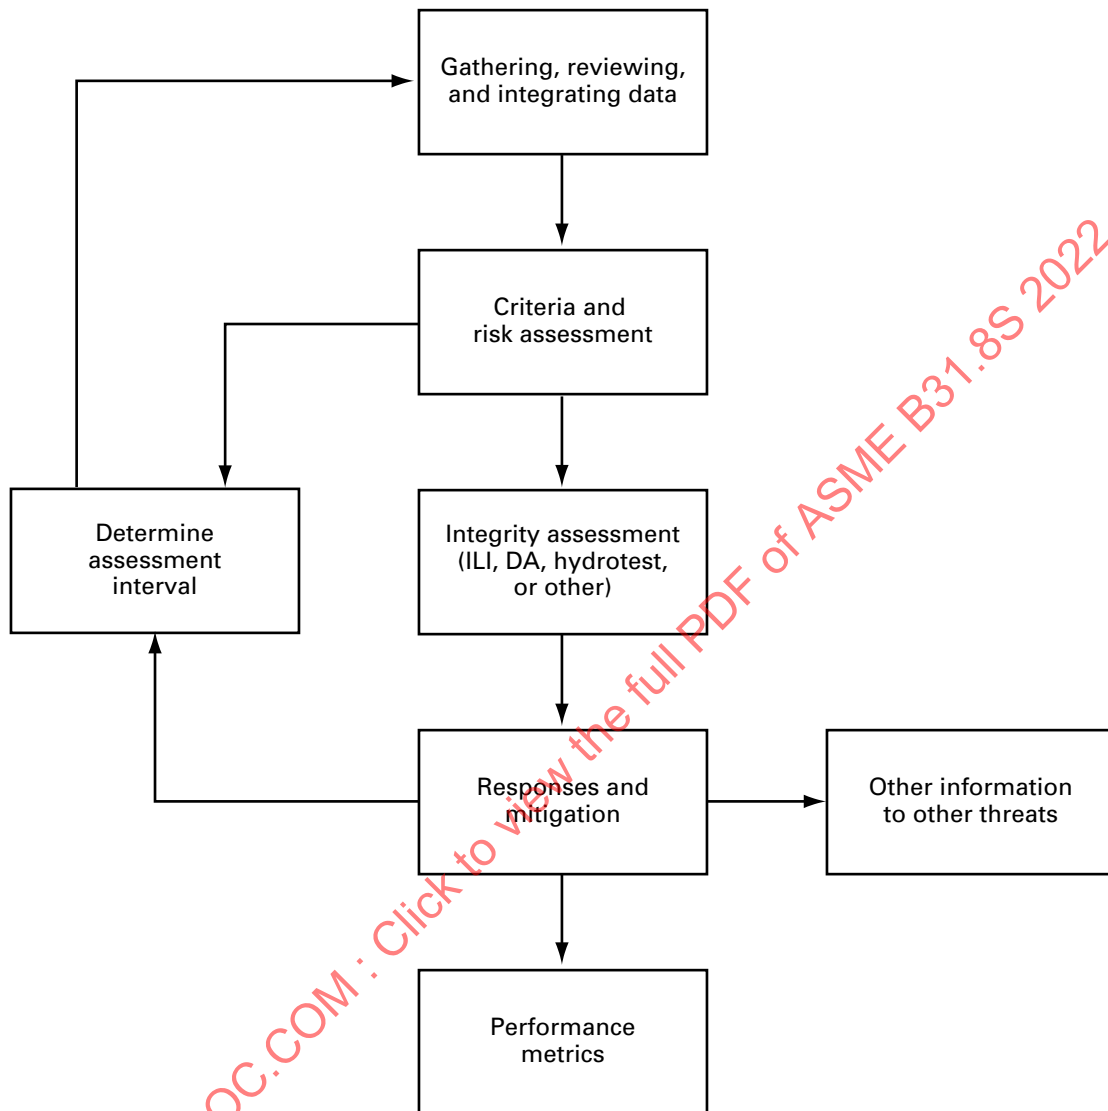 Gathering, reviewing,
and integrating data
Criteria and
risk assessment
Determine
assessment
interval
Integrity assessment
(ILI, DA, hydrotest,
or other)
Responses and
mitigation
Other information
to other threats
Performance
metrics
OC.COM : Click to view the full PDF of ASME B31.8S 2022